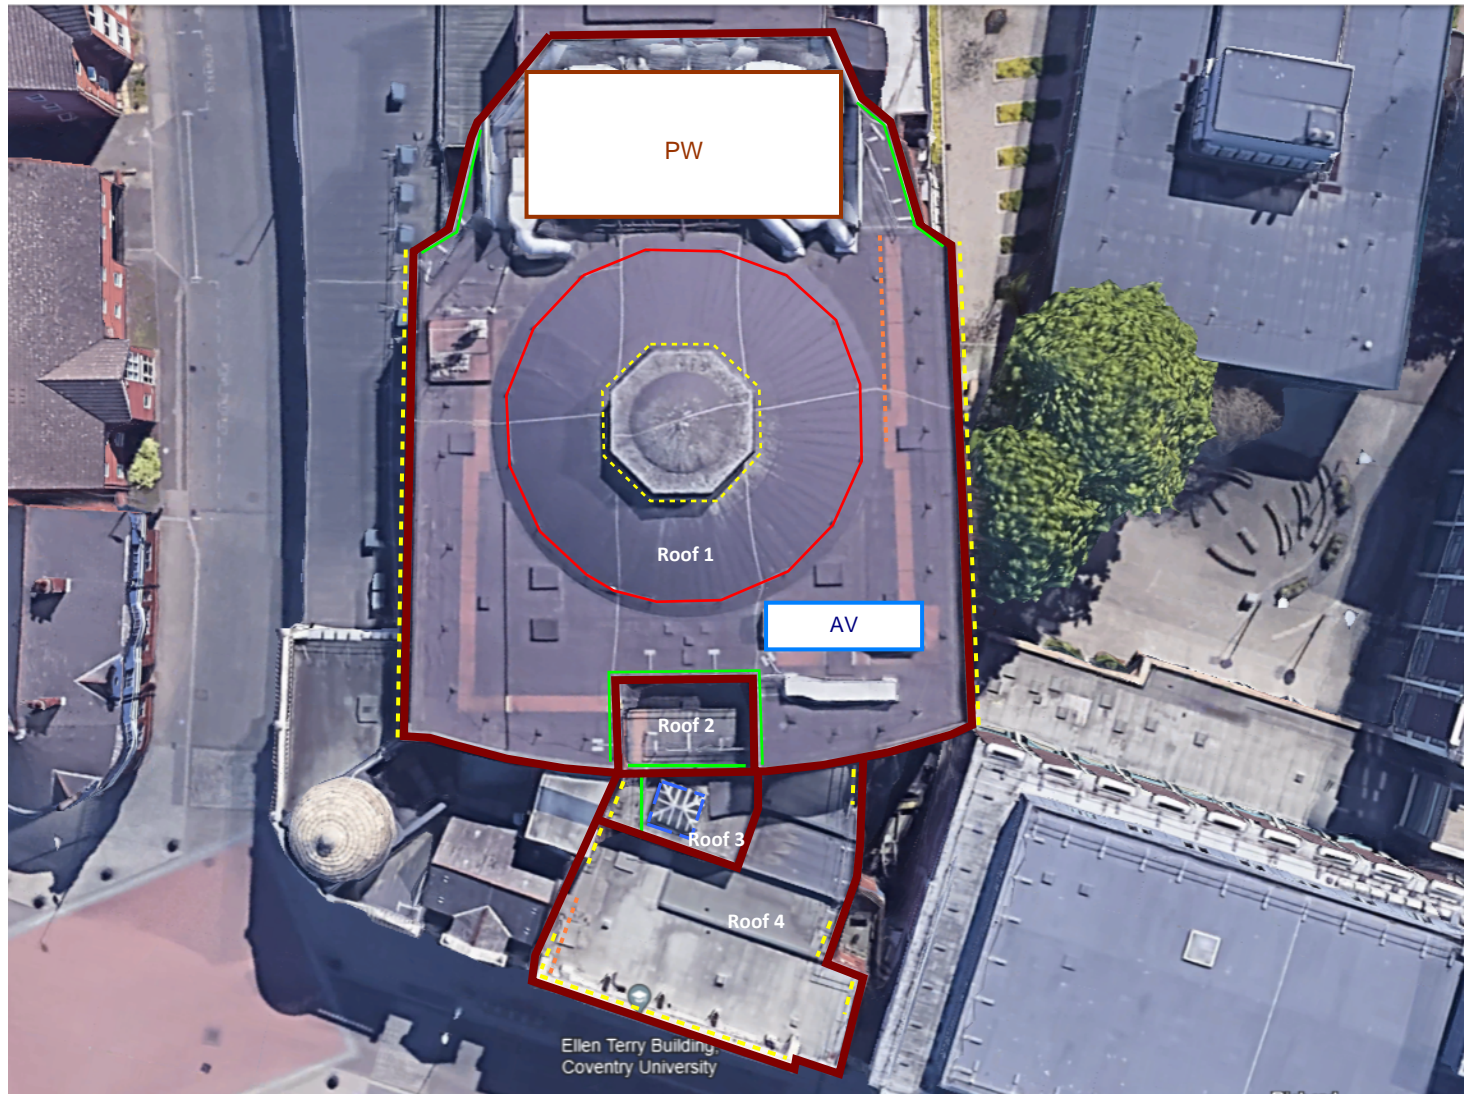 PW
Roof 1
AV
Roof 2
Roof 3
Roof 4
Ellen Terry Building,
Coventry University